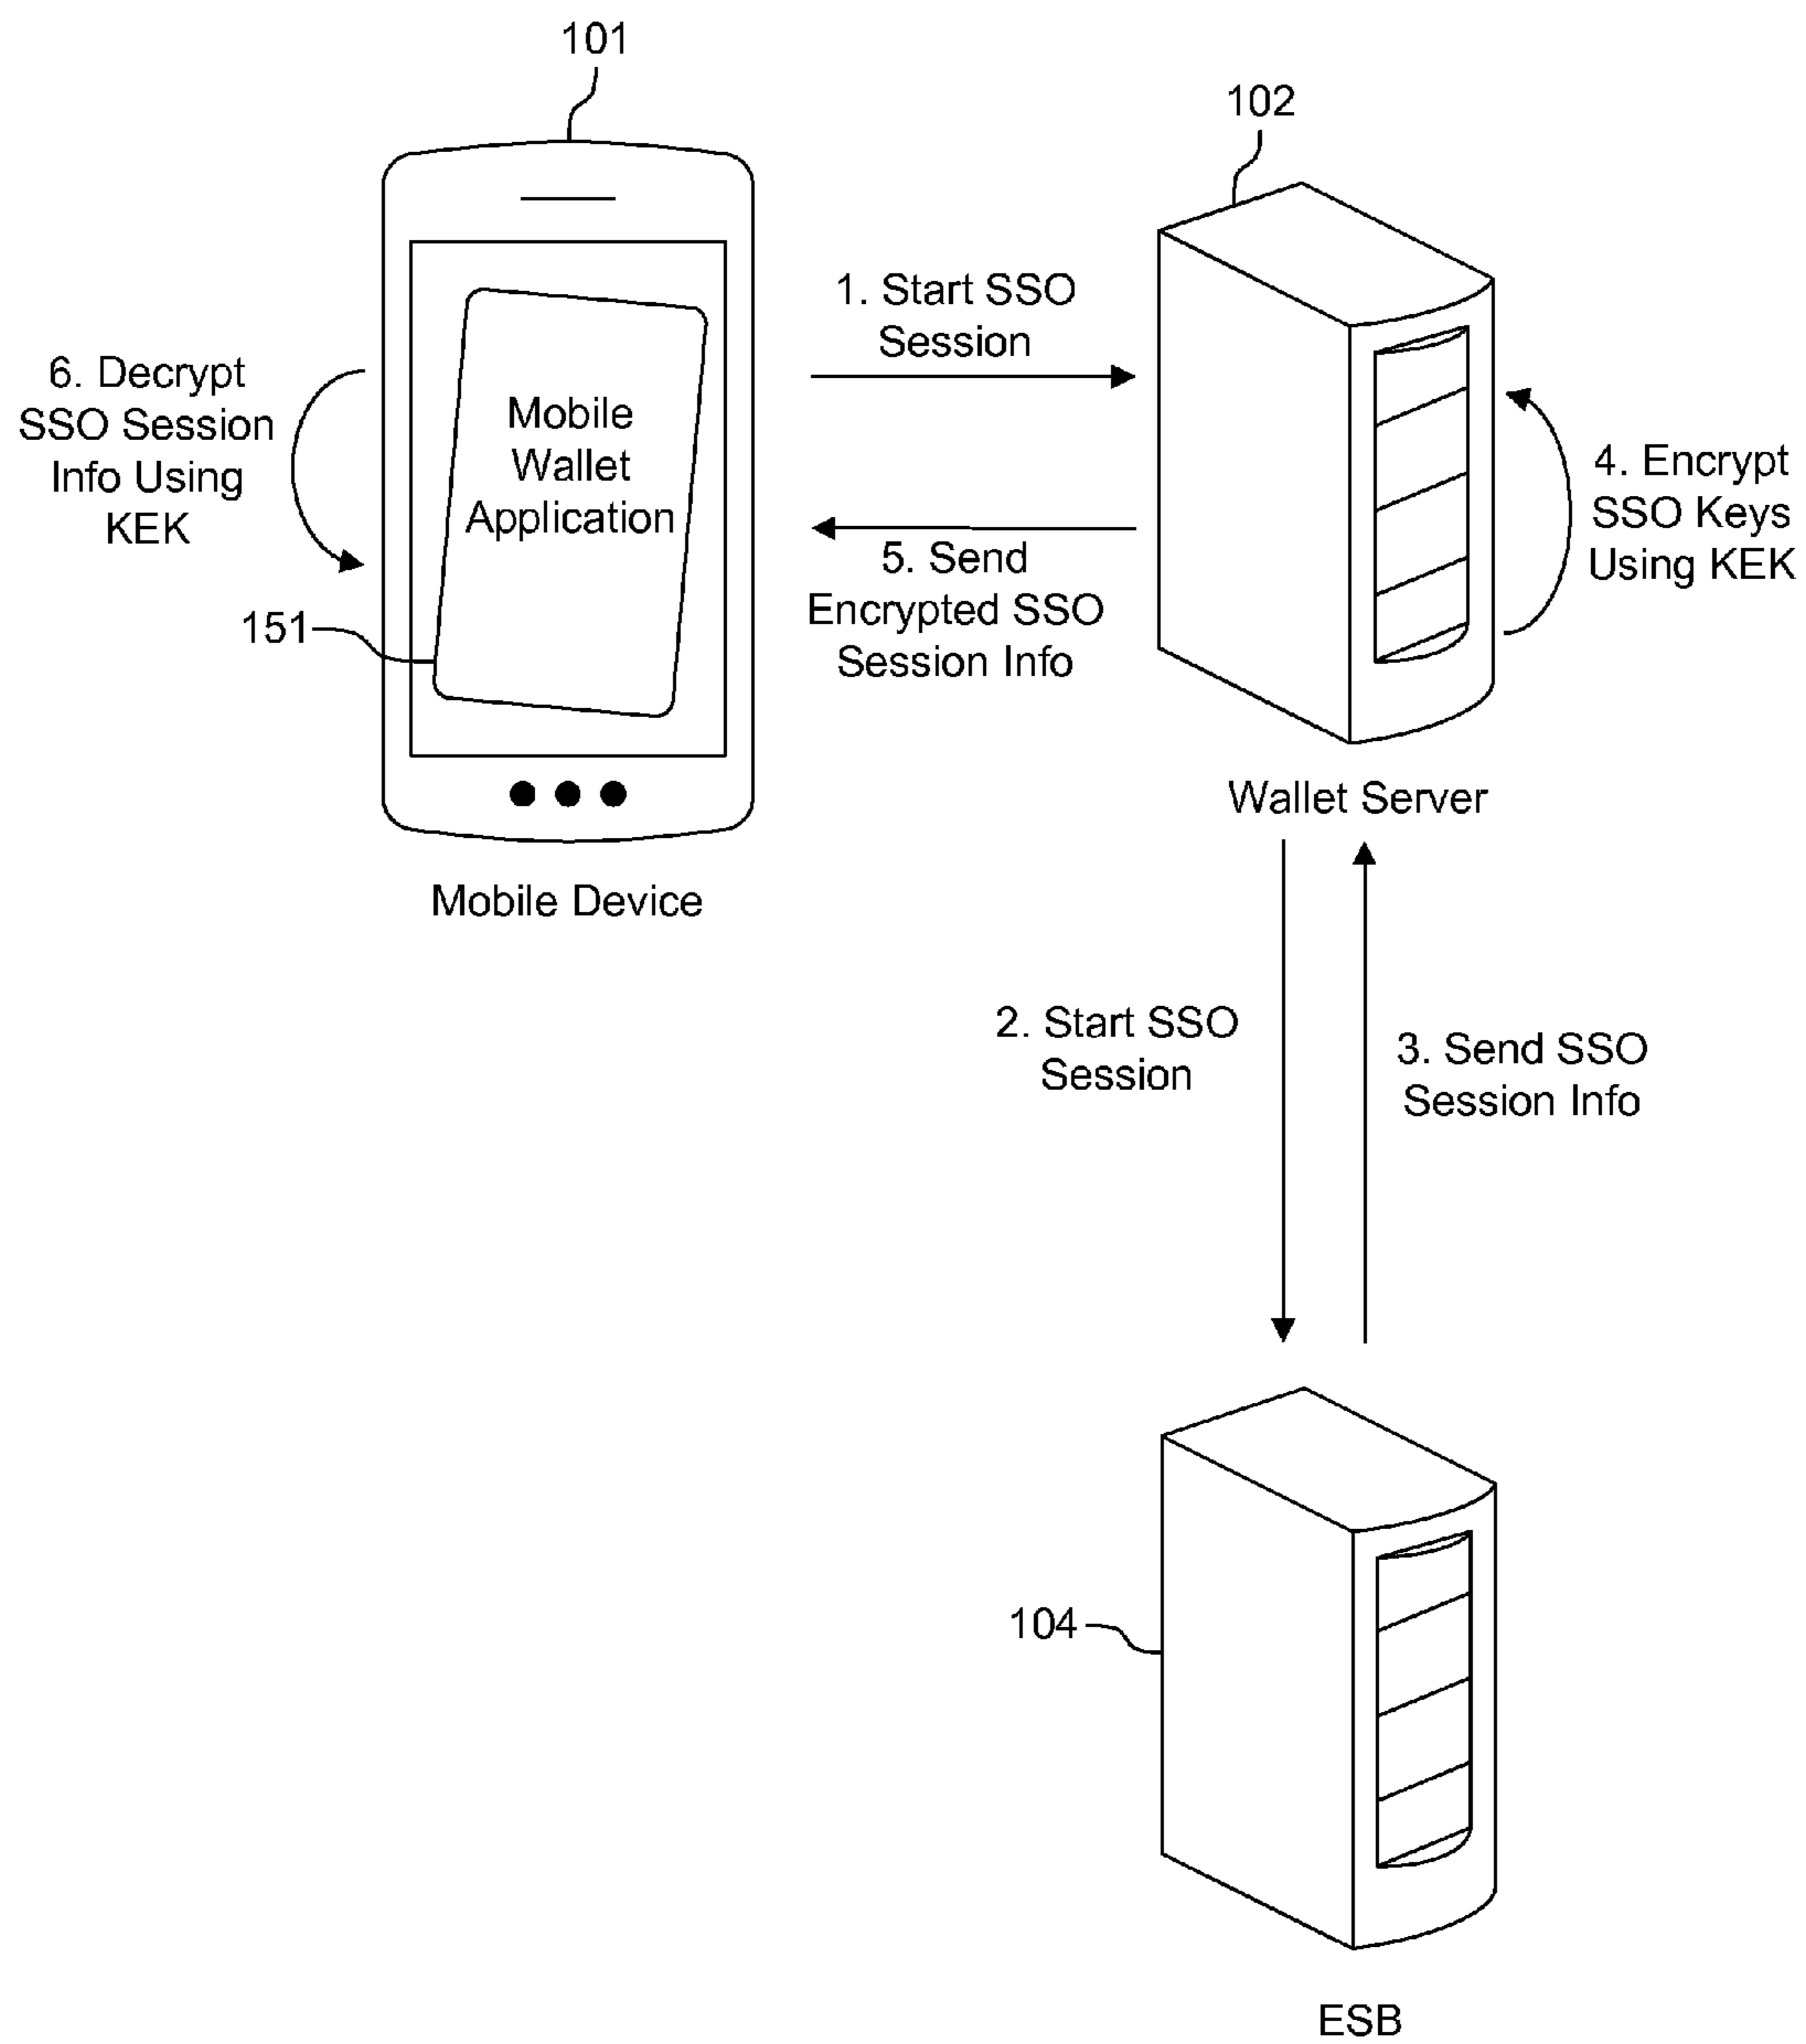 101
102
1. Start SSO
Session
6. Decrypt
SSO Session
Info Using
KEK
Mobile
Wallet
Application
4. Encrypt
SSO Keys
Using KEK
5. Send
Encrypted SSO
Session Info
151
Wallet Server
Mobile Device
2. Start SSO
Session
3. Send SSO
Session Info
104
ESB